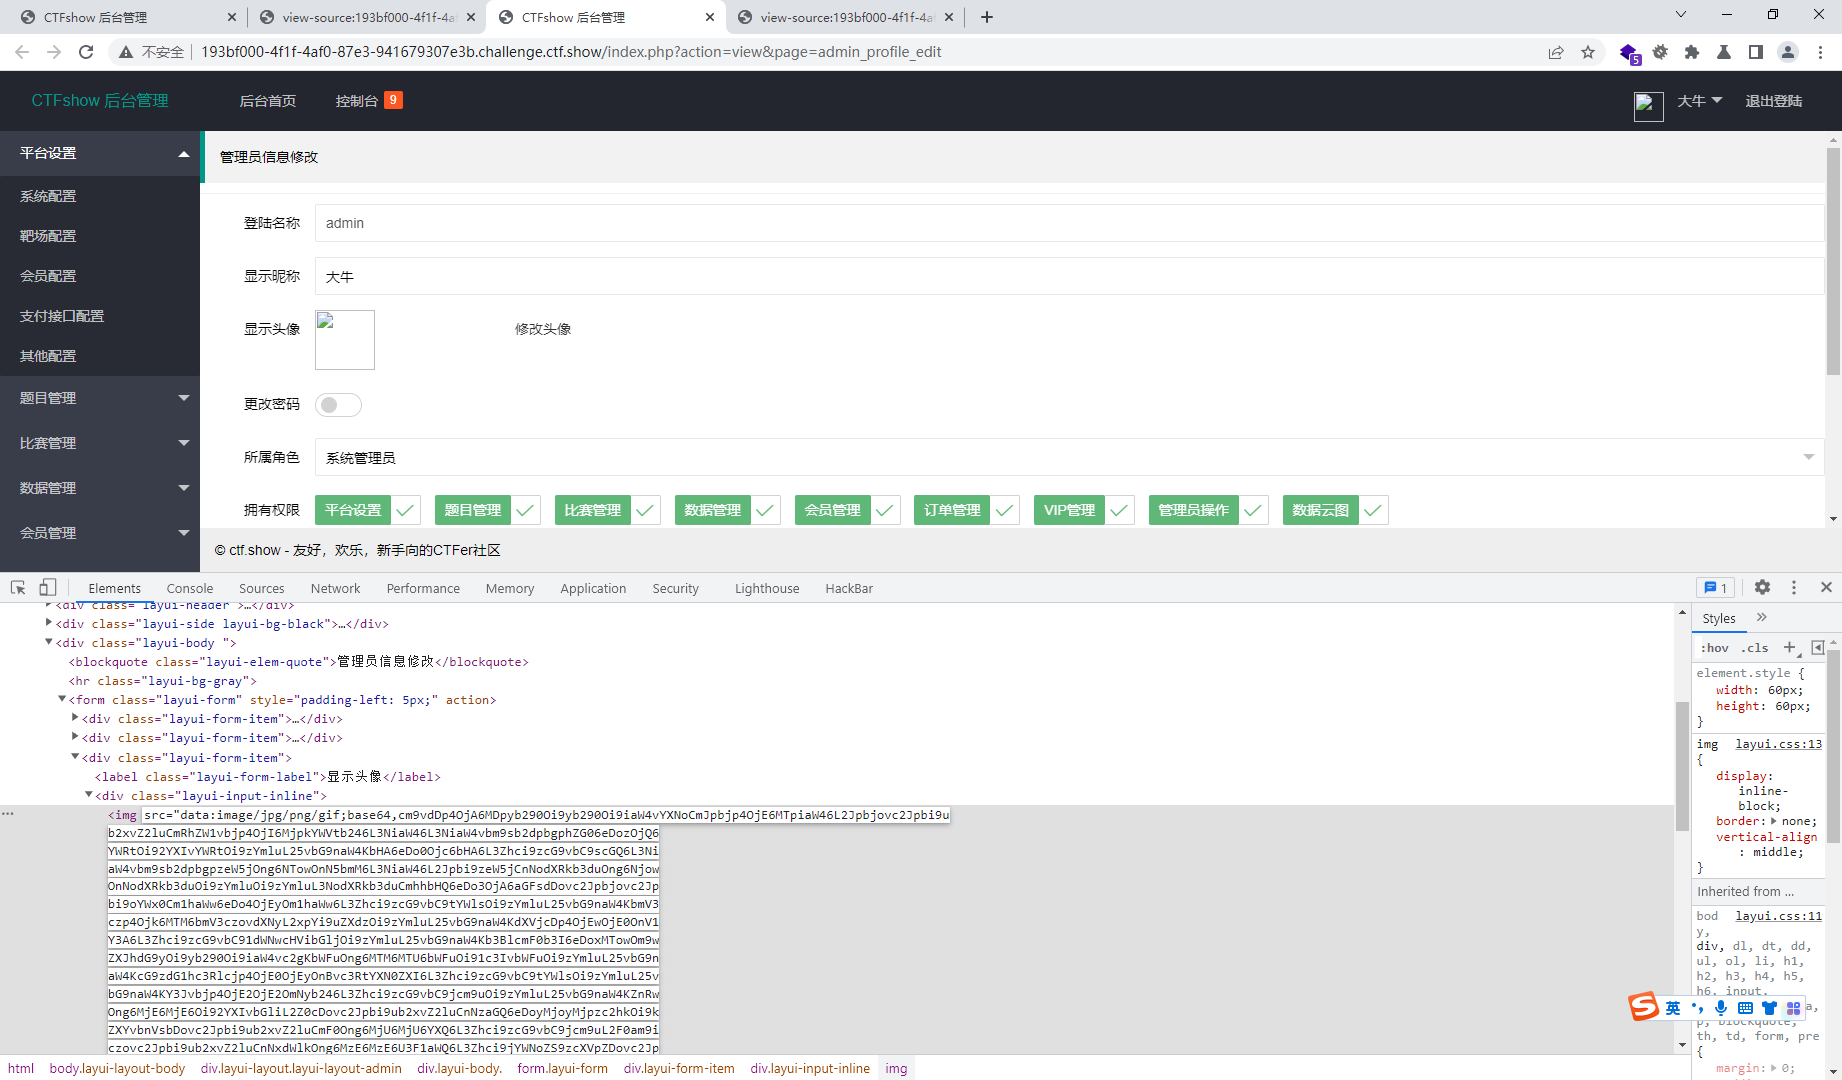 CTFshow 后台管理
view-source:193bf000-4f1f-4af
CTFshow 后台管理
view-source:193bf000-4f1f-4af
不安全
193bf000-4f1f-4af0-87e3-941679307e3b.challenge.ctf.show/index.php?action=view&page=admin_profile_edit
5
CTFshow 后台管理
后台首页
控制台 9
大牛
退出登陆
平台设置
系统配置
靶场配置
会员配置
支付接口配置
其他配置
题目管理
比赛管理
数据管理
会员管理
管理员信息修改
登陆名称 admin
显示昵称 大牛
显示头像 修改头像
更改密码
所属角色 系统管理员
拥有权限 平台设置 题目管理 比赛管理 数据管理 会员管理 订单管理 VIP管理 管理员操作 数据云图
© ctf.show - 友好，欢乐，新手向的CTFer社区
Elements Console Sources Network Performance Memory Application Security Lighthouse HackBar
1
<div class="layui-header">…</div>
<div class="layui-side layui-bg-black">…</div>
<div class="layui-body ">
<blockquote class="layui-elem-quote">管理员信息修改</blockquote>
<hr class="layui-bg-gray">
<form class="layui-form" style="padding-left: 5px;" action>
<div class="layui-form-item">…</div>
<div class="layui-form-item">…</div>
<div class="layui-form-item">
<label class="layui-form-label">显示头像</label>
<div class="layui-input-inline">
<img src="data:image/jpg/png/gif;base64,cm9vdDp4OjA6MDpyb290Oi9yb290Oi9iaW4vYXNoCmJpbjp4OjE6MTpiaW46L2Jpbjovc2Jpbi9u
b2xvZ2luCmRhZW1vbjp4OjI6MjpkYWVtb246L3NiaW46L3NiaW4vbm9sb2dpbgphZG06eDozOjQ6
YWRtOi92YXIvYWRtOi9zYmluL25vbG9naW4KbHA6eDo0Ojc6bHA6L3Zhci9zcG9vbC9scGQ6L3Ni
aW4vbm9sb2dpbgpzeW5jOng6NTowOnN5bmM6L3NiaW46L2Jpbi9zeW5jCnNodXRkb3duOng6Njow
OnNodXRkb3duOi9zYmluOi9zYmluL3NodXRkb3duCmhhbHQ6eDo3OjA6aGFsdDovc2Jpbjovc2Jp
bi9oYWx0Cm1haWw6eDo4OjEyOm1haWw6L3Zhci9zcG9vbC9tYWlsOi9zYmluL25vbG9naW4KbmV3
czp4Ojk6MTM6bmV3czovdXNyL2xpYi9uZXdzOi9zYmluL25vbG9naW4KdXVjcDp4OjEwOjE0OnV1
Y3A6L3Zhci9zcG9vbC91dWNwcHVibGljOi9zYmluL25vbG9naW4Kb3BlcmF0b3I6eDoxMTowOm9w
ZXJhdG9yOi9yb290Oi9iaW4vc2gKbWFuOng6MTM6MTU6bWFuOi91c3IvbWFuOi9zYmluL25vbG9n
aW4KcG9zdG1hc3Rlcjp4OjE0OjEyOnBvc3RtYXN0ZXI6L3Zhci9zcG9vbC9tYWlsOi9zYmluL25v
bG9naW4KY3Jvbjp4OjE2OjE2OmNyb246L3Zhci9zcG9vbC9jcm9uOi9zYmluL25vbG9naW4KZnRw
Ong6MjE6MjE6Oi92YXIvbGliL2Z0cDovc2Jpbi9ub2xvZ2luCnNzaGQ6eDoyMjoyMjpzc2hkOi9k
ZXYvbnVsbDovc2Jpbi9ub2xvZ2luCmF0Ong6MjU6MjU6YXQ6L3Zhci9zcG9vbC9jcm9uL2F0am9i
czovc2Jpbi9ub2xvZ2luCnNxdWlkOng6MzE6MzE6U3F1aWQ6L3Zhci9jYWNoZS9zcXVpZDovc2Jp
html body.layui-layout-body div.layui-layout.layui-layout-admin div.layui-body. form.layui-form div.layui-form-item div.layui-input-inline img
Styles
:hov .cls
element.style {
width: 60px;
height: 60px;
}
img layui.css:13
{
display:
inline-
block;
border: none;
vertical-align
: middle;
}
Inherited from ...
bod layui.css:11
y,
div, dl, dt, dd,
ul, ol, li, h1,
h2, h3, h4, h5,
h6, input,
p, blockquote,
th, td, form, pre
{
margin: 0;
英